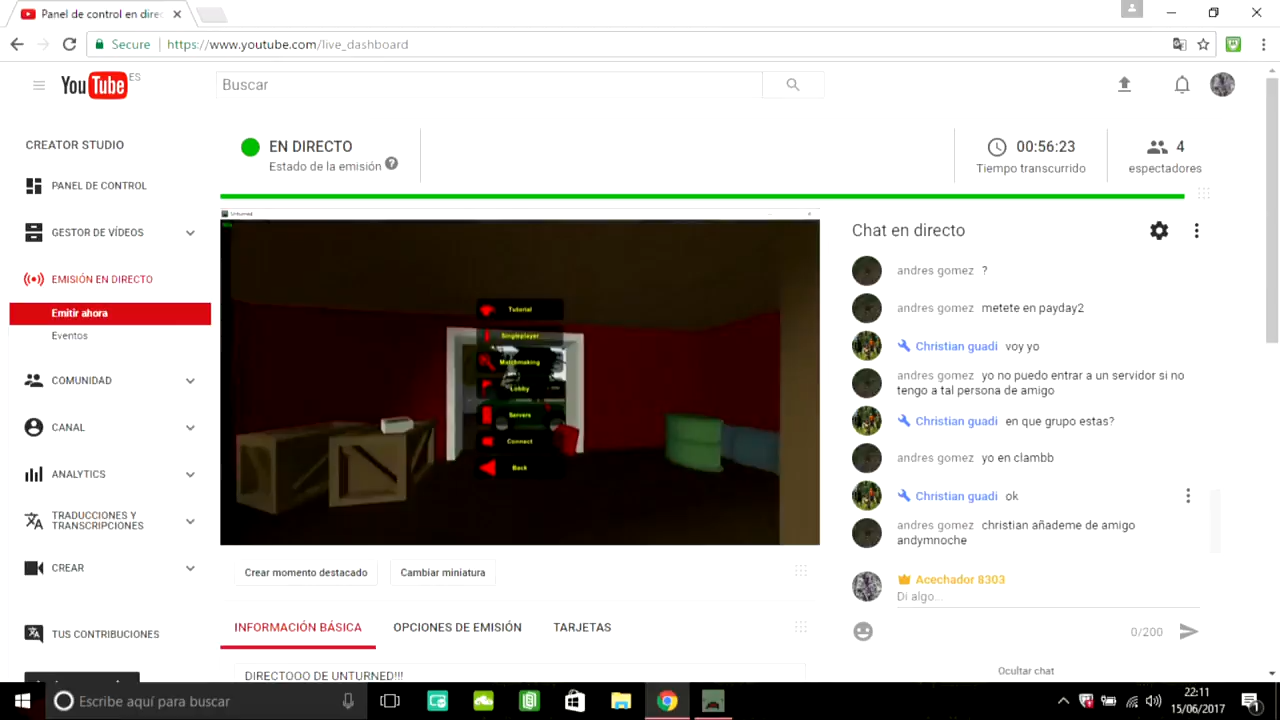 Panel de control en direc
Secure
https://www.youtube.com/live_dashboard
YouTube ES
Buscar
CREATOR STUDIO
PANEL DE CONTROL
GESTOR DE VÍDEOS
EMISIÓN EN DIRECTO
Emitir ahora
Eventos
COMUNIDAD
CANAL
ANALYTICS
TRADUCCIONES Y
TRANSCRIPCIONES
CREAR
TUS CONTRIBUCIONES
EN DIRECTO
Estado de la emisión ?
00:56:23
Tiempo transcurrido
4
espectadores
Unturned
Tutorial
Singleplayer
Matchmaking
Lobby
Servers
Connect
Back
Crear momento destacado
Cambiar miniatura
INFORMACIÓN BÁSICA
OPCIONES DE EMISIÓN
TARJETAS
DIRECTOOO DE UNTURNED!!!
Chat en directo
andres gomez ?
andres gomez metete en payday2
Christian guadi voy yo
andres gomez yo no puedo entrar a un servidor si no
tengo a tal persona de amigo
Christian guadi en que grupo estas?
andres gomez yo en clambb
Christian guadi ok
andres gomez christian añademe de amigo
andymnoche
Acechador 8303
Di algo...
0/200
Ocultar chat
Escribe aquí para buscar
22:11
15/06/2017
1